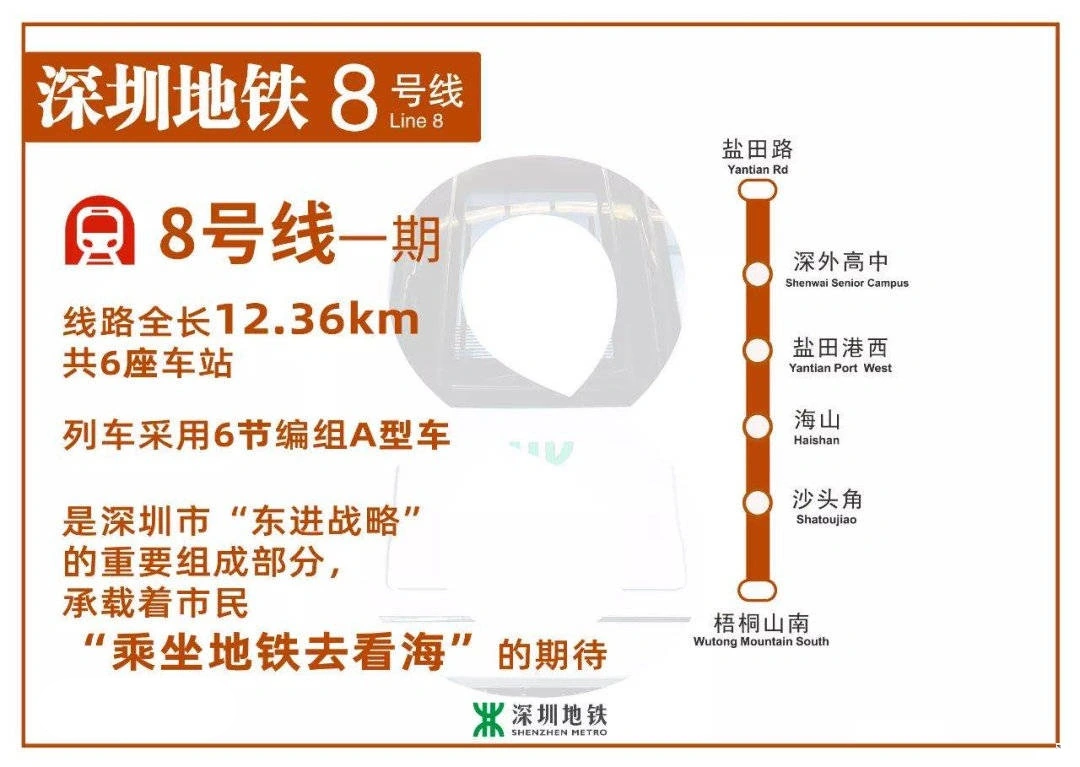 深圳地铁 8 号线
Line 8
8号线一期
线路全长12.36km
共6座车站
列车采用6节编组A型车
是深圳市“东进战略”
的重要组成部分，
承载着市民
“乘坐地铁去看海”的期待
盐田路
Yantian Rd
深外高中
Shenwai Senior Campus
盐田港西
Yantian Port West
海山
Haishan
沙头角
Shatoujiao
梧桐山南
Wutong Mountain South
深圳地铁
SHENZHEN METRO